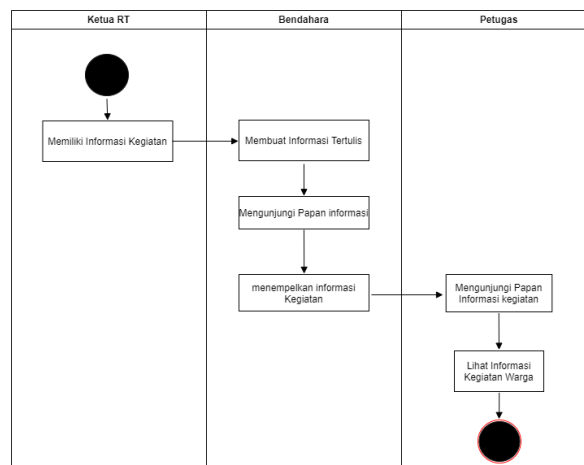 Ketua RT
Bendahara
Petugas
Memiliki Informasi Kegiatan
Membuat Informasi Tertulis
Mengunjungi Papan informasi
menempelkan informasi
Kegiatan
Mengunjungi Papan
Informasi kegiatan
Lihat Informasi
Kegiatan Warga